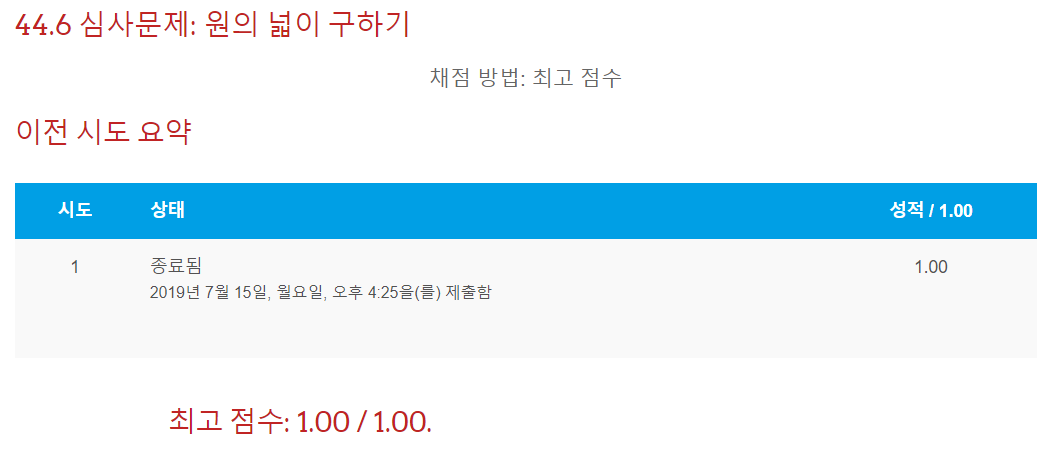 44.6 심사문제: 원의 넓이 구하기
채점 방법: 최고 점수
이전 시도 요약
시도 상태 성적 / 1.00
1 종료됨 1.00
2019년 7월 15일, 월요일, 오후 4:25을(를) 제출함
최고 점수: 1.00 / 1.00.